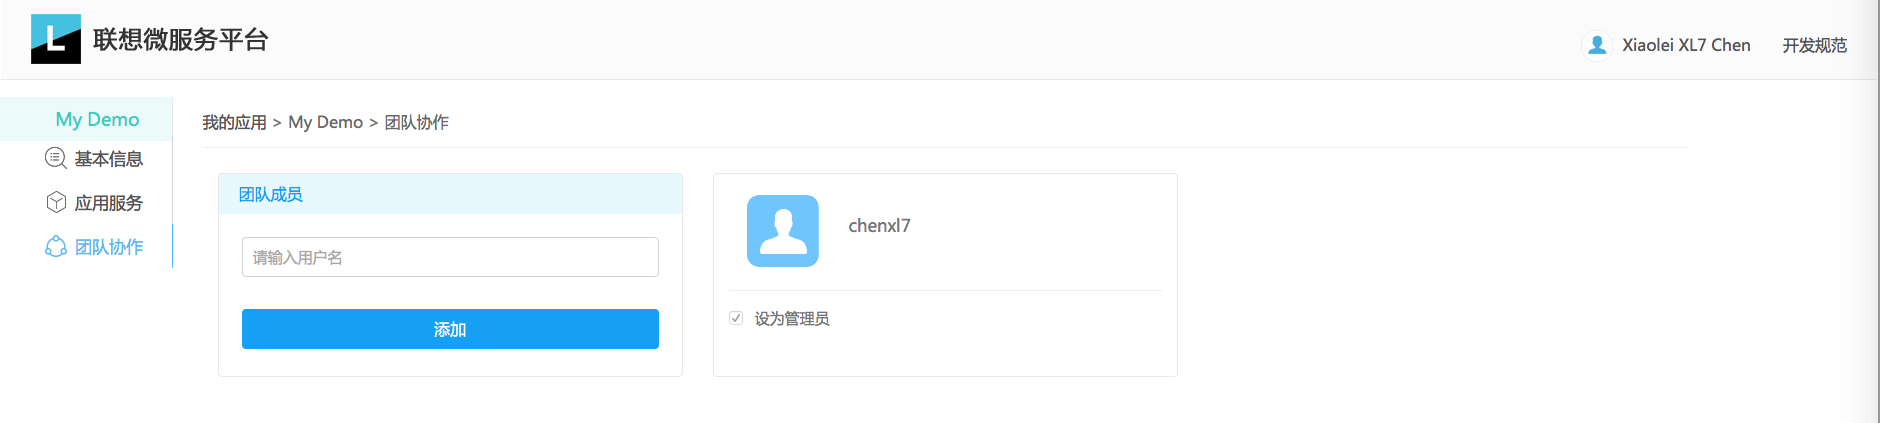 L 联想微服务平台
Xiaolei XL7 Chen 开发规范
My Demo
基本信息
应用服务
团队协作
我的应用 > My Demo > 团队协作
团队成员
请输入用户名
添加
chenxl7
设为管理员